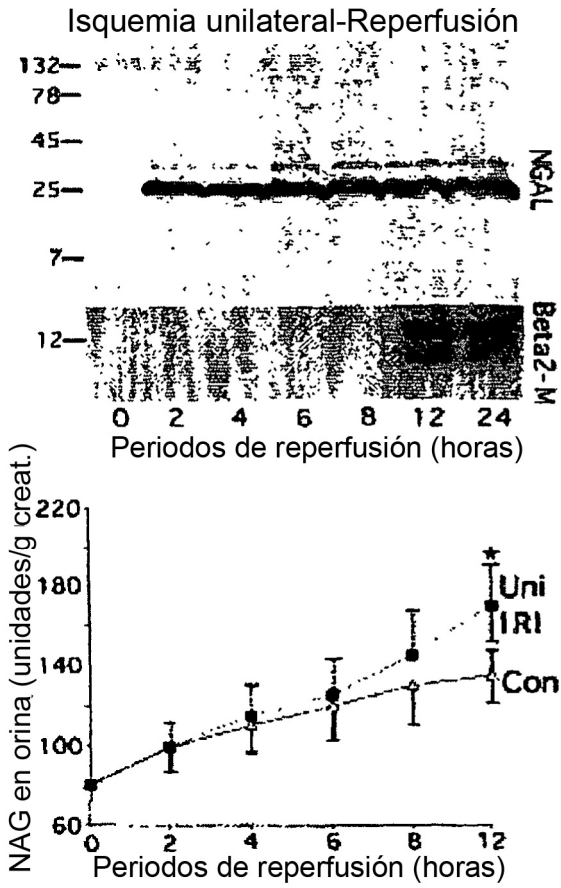 Isquemia unilateral-Reperfusión
132
78
45
25
7
NGAL
12
Beta2-M
0 2 4 6 8 12 24
Periodos de reperfusión (horas)
NAG en orina (unidades/g creat.)
220
180
140
100
60
*
Uni
IRI
Con
0 2 4 6 8 12
Periodos de reperfusión (horas)